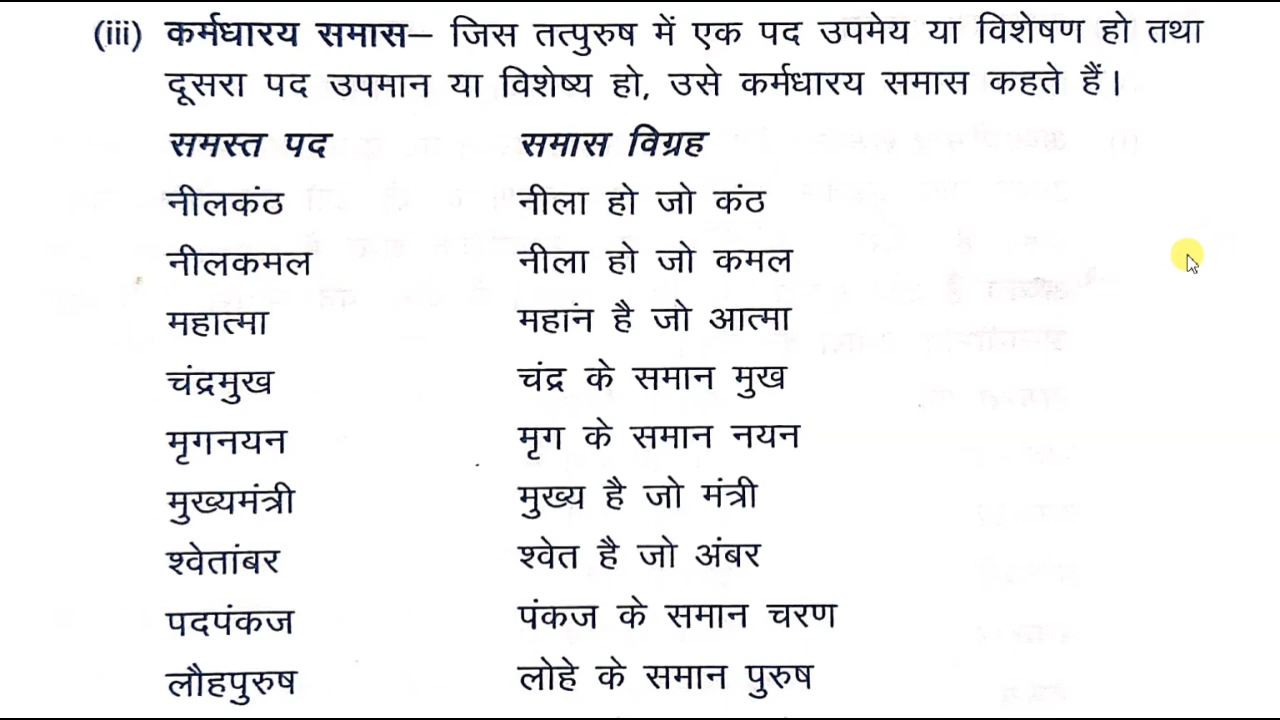 (iii) कर्मधारय समास– जिस तत्पुरुष में एक पद उपमेय या विशेषण हो तथा
दूसरा पद उपमान या विशेष्य हो, उसे कर्मधारय समास कहते हैं।
समस्त पद समास विग्रह
नीलकंठ नीला हो जो कंठ
नीलकमल नीला हो जो कमल
महात्मा महांन है जो आत्मा
चंद्रमुख चंद्र के समान मुख
मृगनयन मृग के समान नयन
मुख्यमंत्री मुख्य है जो मंत्री
श्वेतांबर श्वेत है जो अंबर
पदपंकज पंकज के समान चरण
लौहपुरुष लोहे के समान पुरुष